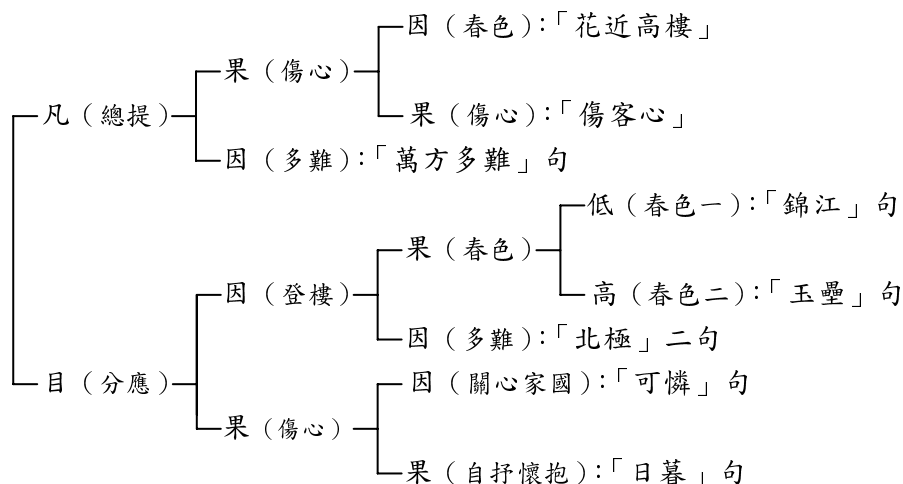 因（春色）：「花近高樓」
果（傷心）
果（傷心）：「傷客心」
凡（總提）
因（多難）：「萬方多難」句
低（春色一）：「錦江」句
果（春色）
高（春色二）：「玉壘」句
因（登樓）
因（多難）：「北極」二句
目（分應）
因（關心家國）：「可憐」句
果（傷心）
果（自抒懷抱）：「日暮」句